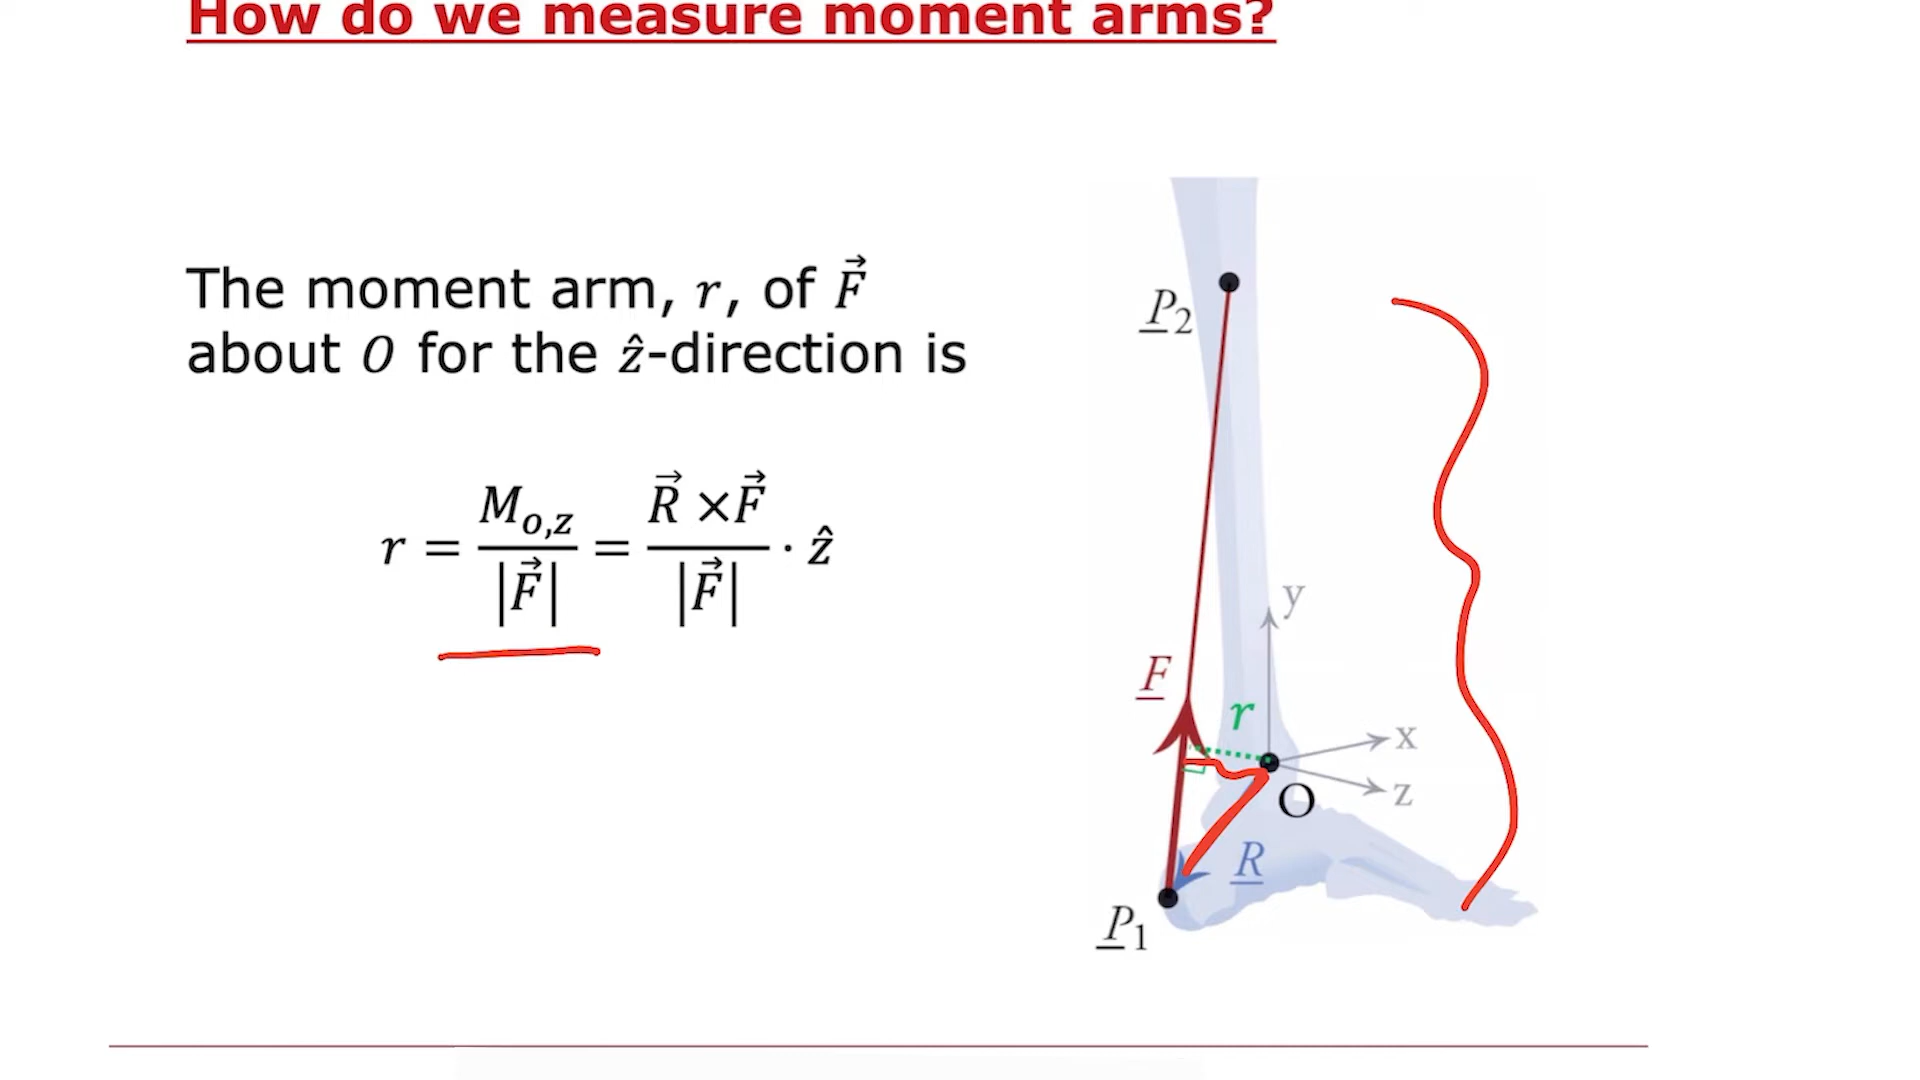 How do we measure moment arms?
The moment arm, r, of F⃗
about O for the ẑ-direction is
r = M_{o,z} / |F⃗| = (R⃗ × F⃗) / |F⃗| · ẑ
P₂
y
F
r
x
z
O
R
P₁